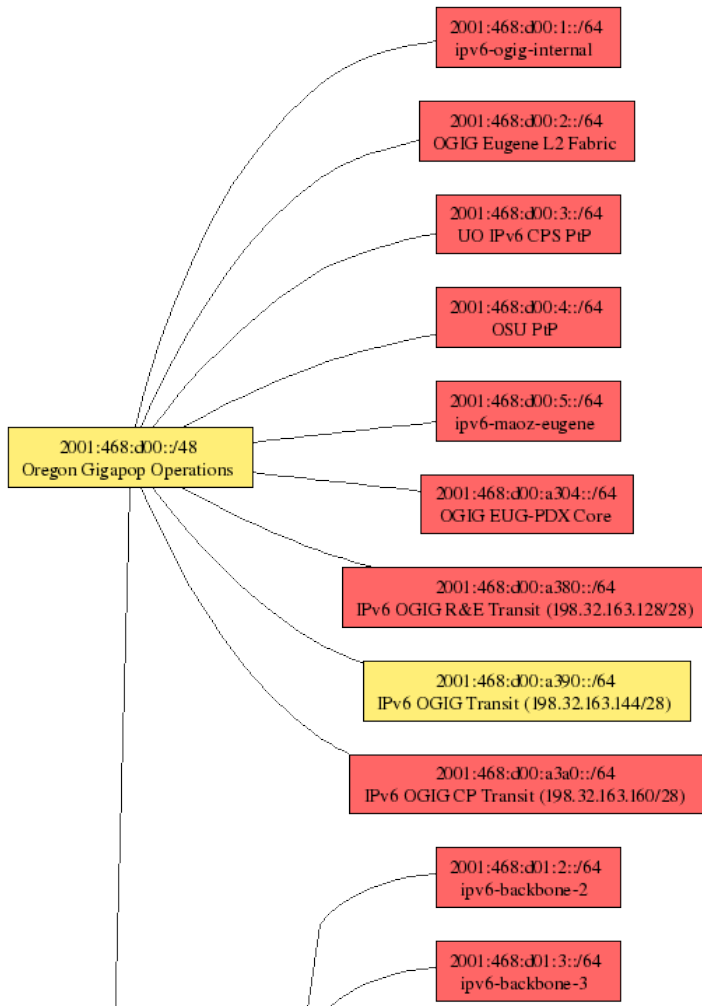 2001:468:d00:1::/64
ipv6-ogig-internal
2001:468:d00:2::/64
OGIG Eugene L2 Fabric
2001:468:d00:3::/64
UO IPv6 CPS PtP
2001:468:d00:4::/64
OSU PtP
2001:468:d00:5::/64
ipv6-maoz-eugene
2001:468:d00::/48
Oregon Gigapop Operations
2001:468:d00:a304::/64
OGIG EUG-PDX Core
2001:468:d00:a380::/64
IPv6 OGIG R&E Transit (198.32.163.128/28)
2001:468:d00:a390::/64
IPv6 OGIG Transit (198.32.163.144/28)
2001:468:d00:a3a0::/64
IPv6 OGIG CP Transit (198.32.163.160/28)
2001:468:d01:2::/64
ipv6-backbone-2
2001:468:d01:3::/64
ipv6-backbone-3